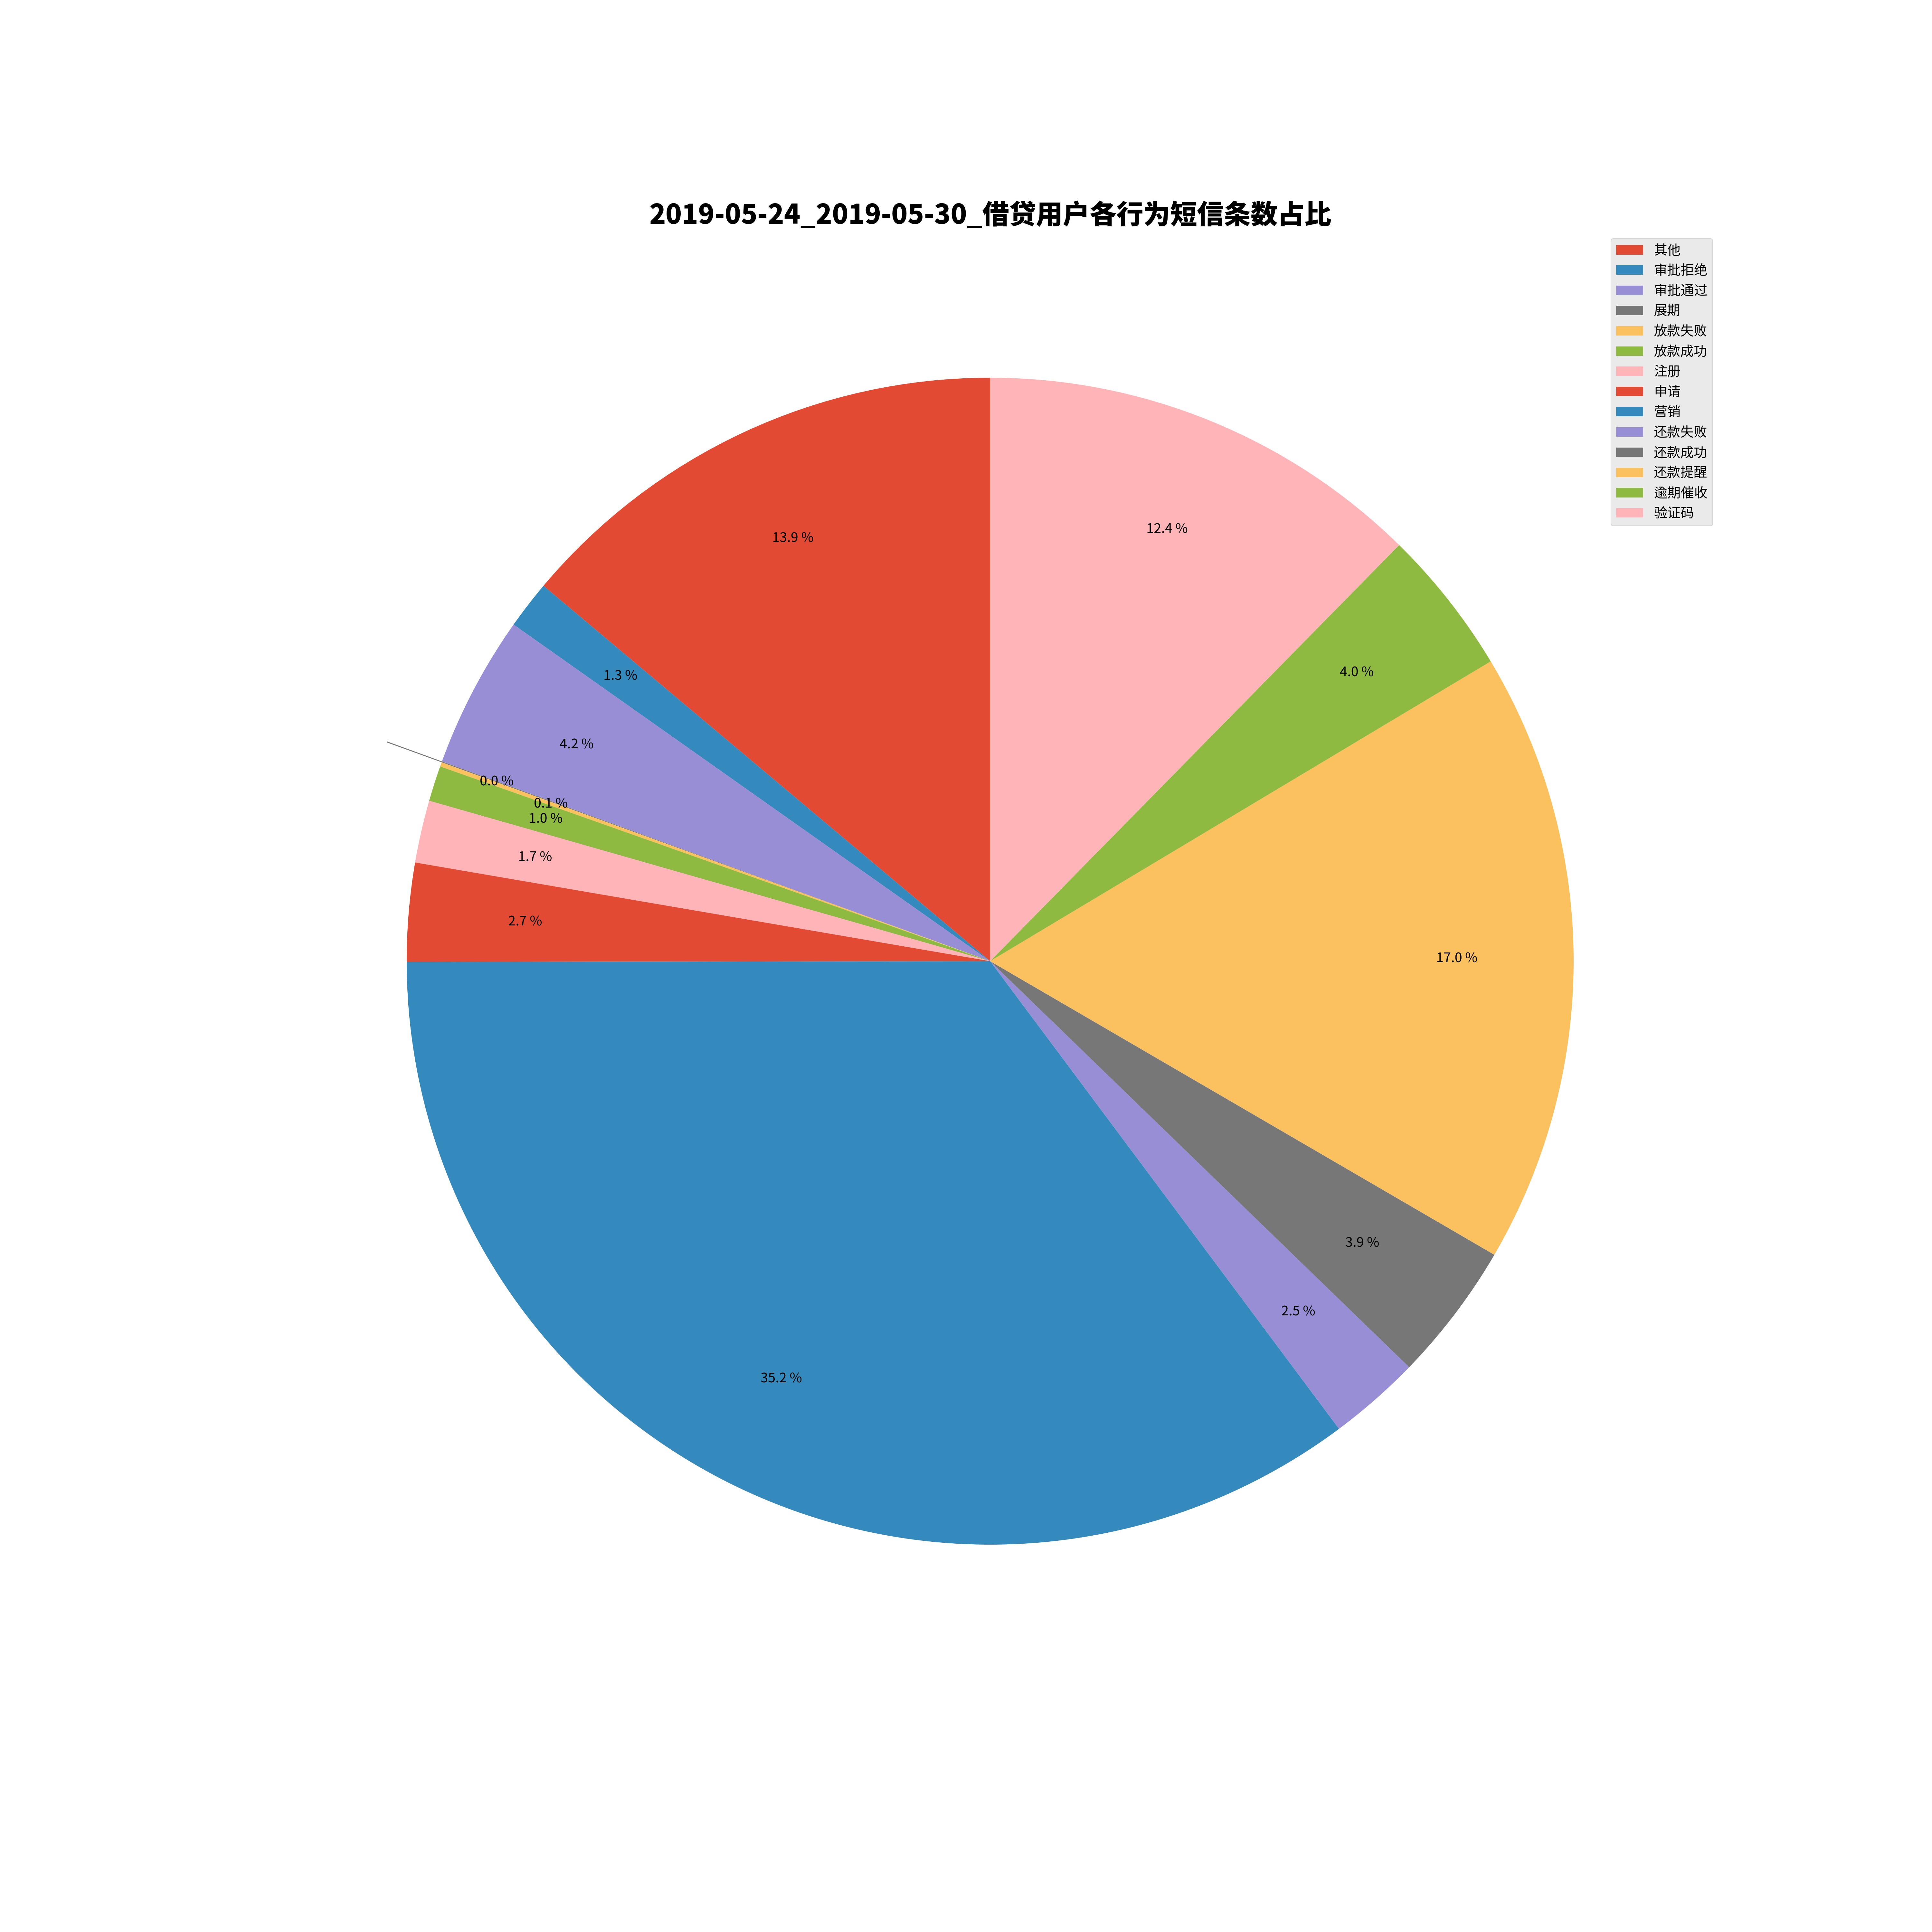 2019-05-24_2019-05-30_借贷用户各行为短信条数占比
其他
审批拒绝
审批通过
展期
放款失败
放款成功
注册
申请
营销
还款失败
还款成功
还款提醒
逾期催收
验证码
12.4 %
13.9 %
4.0 %
1.3 %
4.2 %
0.0 %
0.1 %
1.0 %
1.7 %
2.7 %
17.0 %
3.9 %
2.5 %
35.2 %